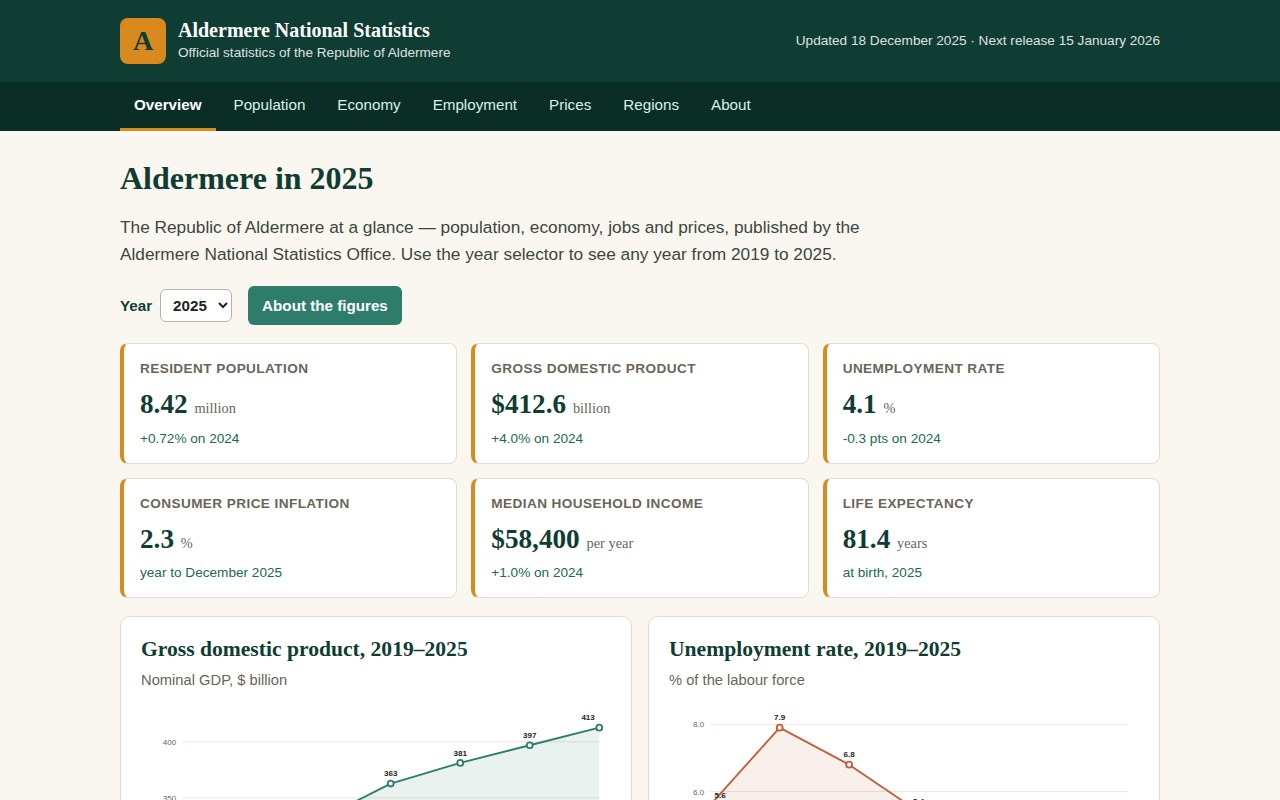 A
Aldermere National Statistics
Official statistics of the Republic of Aldermere
Updated 18 December 2025 · Next release 15 January 2026
Overview Population Economy Employment Prices Regions About
Aldermere in 2025
The Republic of Aldermere at a glance — population, economy, jobs and prices, published by the
Aldermere National Statistics Office. Use the year selector to see any year from 2019 to 2025.
Year 2025 About the figures
RESIDENT POPULATION
8.42 million
+0.72% on 2024
GROSS DOMESTIC PRODUCT
$412.6 billion
+4.0% on 2024
UNEMPLOYMENT RATE
4.1 %
-0.3 pts on 2024
CONSUMER PRICE INFLATION
2.3 %
year to December 2025
MEDIAN HOUSEHOLD INCOME
$58,400 per year
+1.0% on 2024
LIFE EXPECTANCY
81.4 years
at birth, 2025
Gross domestic product, 2019–2025
Nominal GDP, $ billion
413
400
397
381
363
350
Unemployment rate, 2019–2025
% of the labour force
7.9
8.0
6.8
6.0
5.6